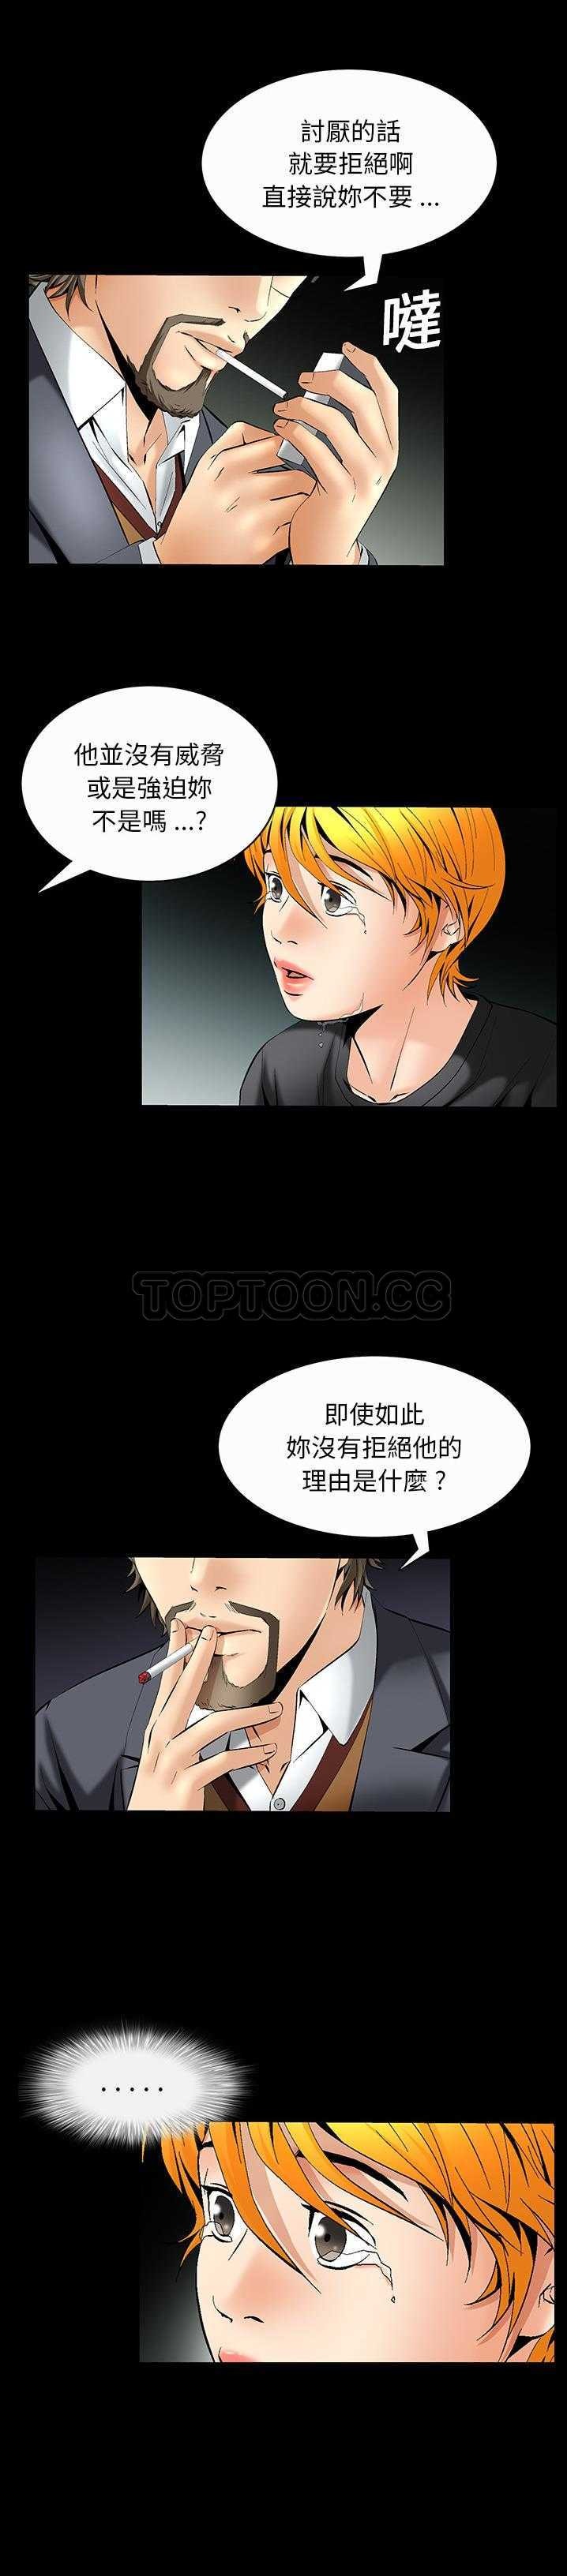 討厭的話
就要拒絕啊
直接說妳不要...
噠
他並沒有威脅
或是強迫妳
不是嗎...?
TOPTOON.CC
即使如此
妳沒有拒絕他的
理由是什麼?
.....